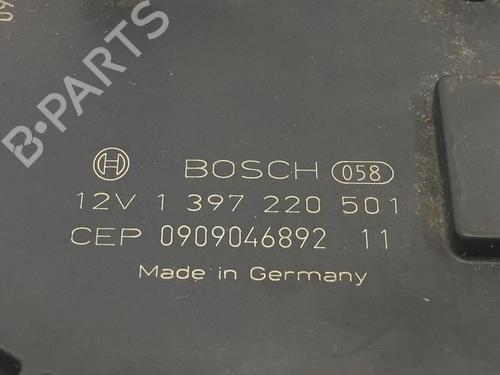 BOSCH 058
12V 1 397 220 501
CEP 0909046892 11
Made in Germany
B-PARTS